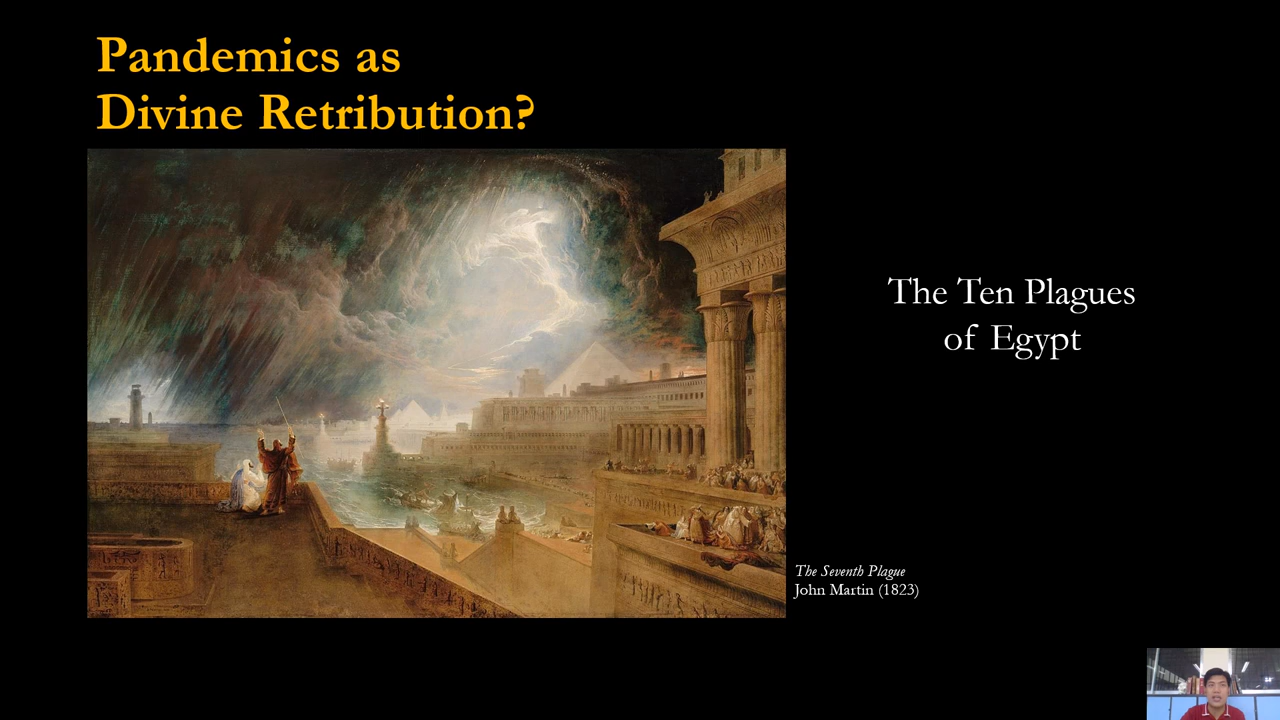 Pandemics as
Divine Retribution?
The Ten Plagues
of Egypt
The Seventh Plague
John Martin (1823)